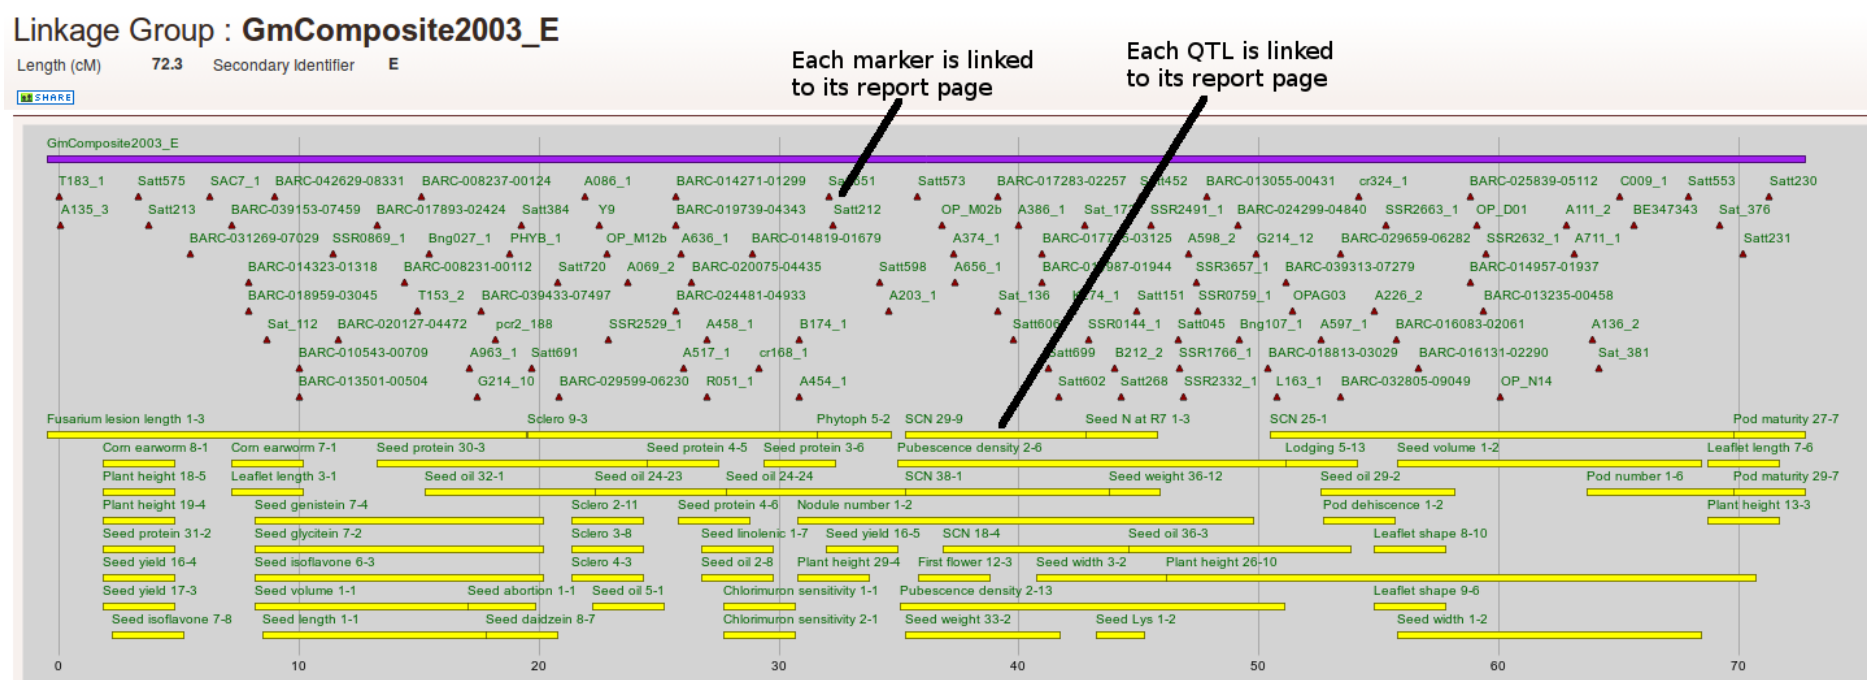 Linkage Group : GmComposite2003_E
Length (cM) 72.3 Secondary Identifier E
SHARE
Each marker is linked
to its report page
Each QTL is linked
to its report page
GmComposite2003_E
T183_1 Satt575 SAC7_1 BARC-042629-08331 BARC-008237-00124 A086_1 BARC-014271-01299 Satt573 BARC-017283-02257 BARC-013055-00431 cr324_1 BARC-025839-05112 C009_1 Satt553 Satt230
A135_3 Satt213 BARC-039153-07459 BARC-017893-02424 Satt384 Y9 BARC-019739-04343 Satt212 OP_M02b A386_1 SSR2491_1 BARC-024299-04840 SSR2663_1 OP_D01 A111_2 BE347343 Sat_376
BARC-031269-07029 SSR0869_1 Bng027_1 PHYB_1 OP_M12b A636_1 BARC-014819-01679 A374_1 A598_2 G214_12 BARC-029659-06282 SSR2632_1 A711_1 Satt231
BARC-014323-01318 BARC-008231-00112 Satt720 A069_2 BARC-020075-04435 Satt598 A656_1 SSR3657_1 BARC-039313-07279 BARC-014957-01937
BARC-018959-03045 T153_2 BARC-039433-07497 BARC-024481-04933 A203_1 Sat_136 Satt151 SSR0759_1 OPAG03 A226_2 BARC-013235-00458
Sat_112 BARC-020127-04472 pcr2_188 SSR2529_1 A458_1 B174_1 Satt606 SSR0144_1 Satt045 Bng107_1 A597_1 BARC-016083-02061 A136_2
BARC-010543-00709 A963_1 Satt691 A517_1 cr168_1 Satt699 B212_2 SSR1766_1 BARC-018813-03029 BARC-016131-02290 Sat_381
BARC-013501-00504 G214_10 BARC-029599-06230 R051_1 A454_1 Satt602 Satt268 SSR2332_1 L163_1 BARC-032805-09049 OP_N14
Fusarium lesion length 1-3 Sclero 9-3 Phytoph 5-2 SCN 29-9 Seed N at R7 1-3 SCN 25-1 Pod maturity 27-7
Corn earworm 8-1 Corn earworm 7-1 Seed protein 30-3 Seed protein 4-5 Seed protein 3-6 Pubescence density 2-6 Lodging 5-13 Seed volume 1-2 Leaflet length 7-6
Plant height 18-5 Leaflet length 3-1 Seed oil 32-1 Seed oil 24-23 Seed oil 24-24 SCN 38-1 Seed weight 36-12 Seed oil 29-2 Pod number 1-6 Pod maturity 29-7
Plant height 19-4 Seed genistein 7-4 Sclero 2-11 Seed protein 4-6 Nodule number 1-2 Pod dehiscence 1-2 Plant height 13-3
Seed protein 31-2 Seed glycitein 7-2 Sclero 3-8 Seed linolenic 1-7 Seed yield 16-5 SCN 18-4 Seed oil 36-3 Leaflet shape 8-10
Seed yield 16-4 Seed isoflavone 6-3 Sclero 4-3 Seed oil 2-8 Plant height 29-4 First flower 12-3 Seed width 3-2 Plant height 26-10
Seed yield 17-3 Seed volume 1-1 Seed abortion 1-1 Seed oil 5-1 Chlorimuron sensitivity 1-1 Pubescence density 2-13 Leaflet shape 9-6
Seed isoflavone 7-8 Seed length 1-1 Seed daidzein 8-7 Chlorimuron sensitivity 2-1 Seed weight 33-2 Seed Lys 1-2 Seed width 1-2
0 10 20 30 40 50 60 70